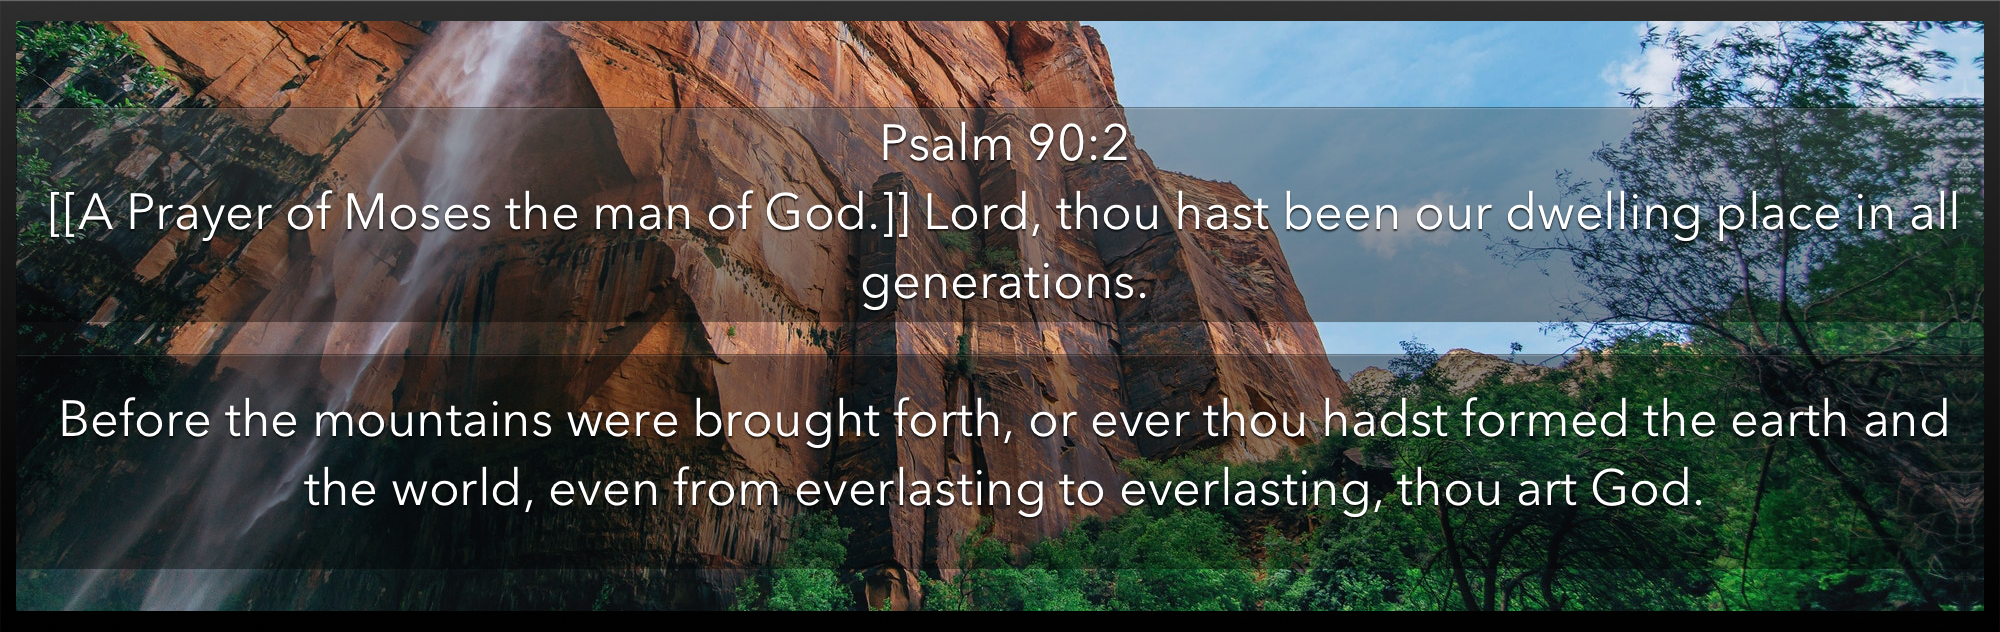 Psalm 90:2
[[A Prayer of Moses the man of God.]] Lord, thou hast been our dwelling place in all
generations.
Before the mountains were brought forth, or ever thou hadst formed the earth and
the world, even from everlasting to everlasting, thou art God.